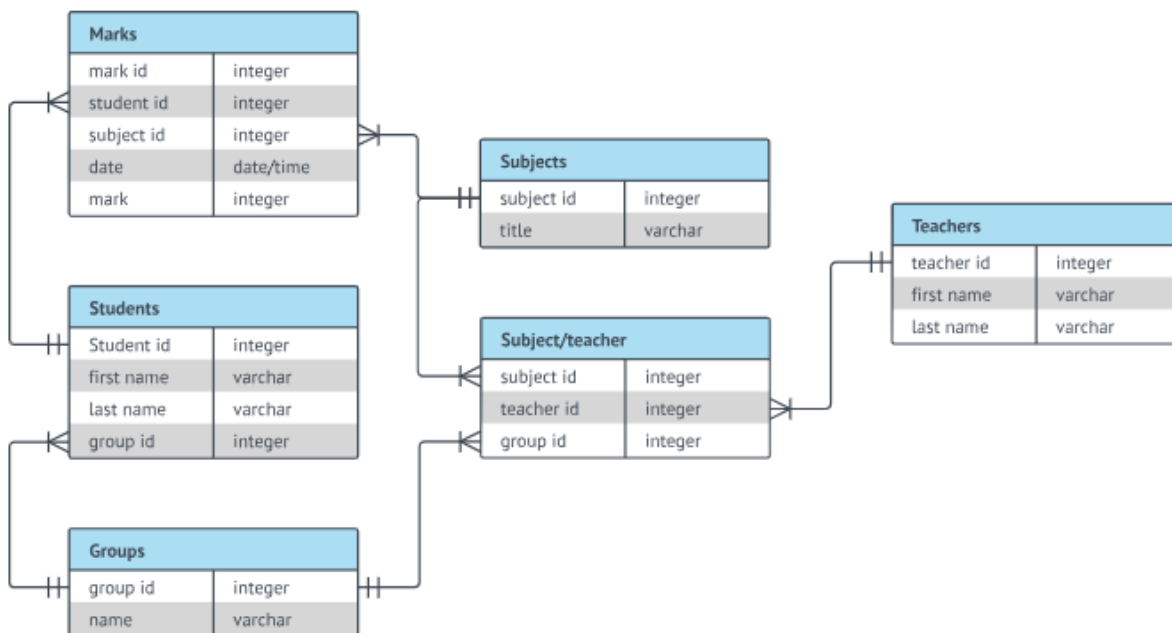 Marks
mark id integer
student id integer
subject id integer
date date/time
mark integer
Subjects
subject id integer
title varchar
Teachers
teacher id integer
first name varchar
last name varchar
Students
Student id integer
first name varchar
last name varchar
group id integer
Subject/teacher
subject id integer
teacher id integer
group id integer
Groups
group id integer
name varchar